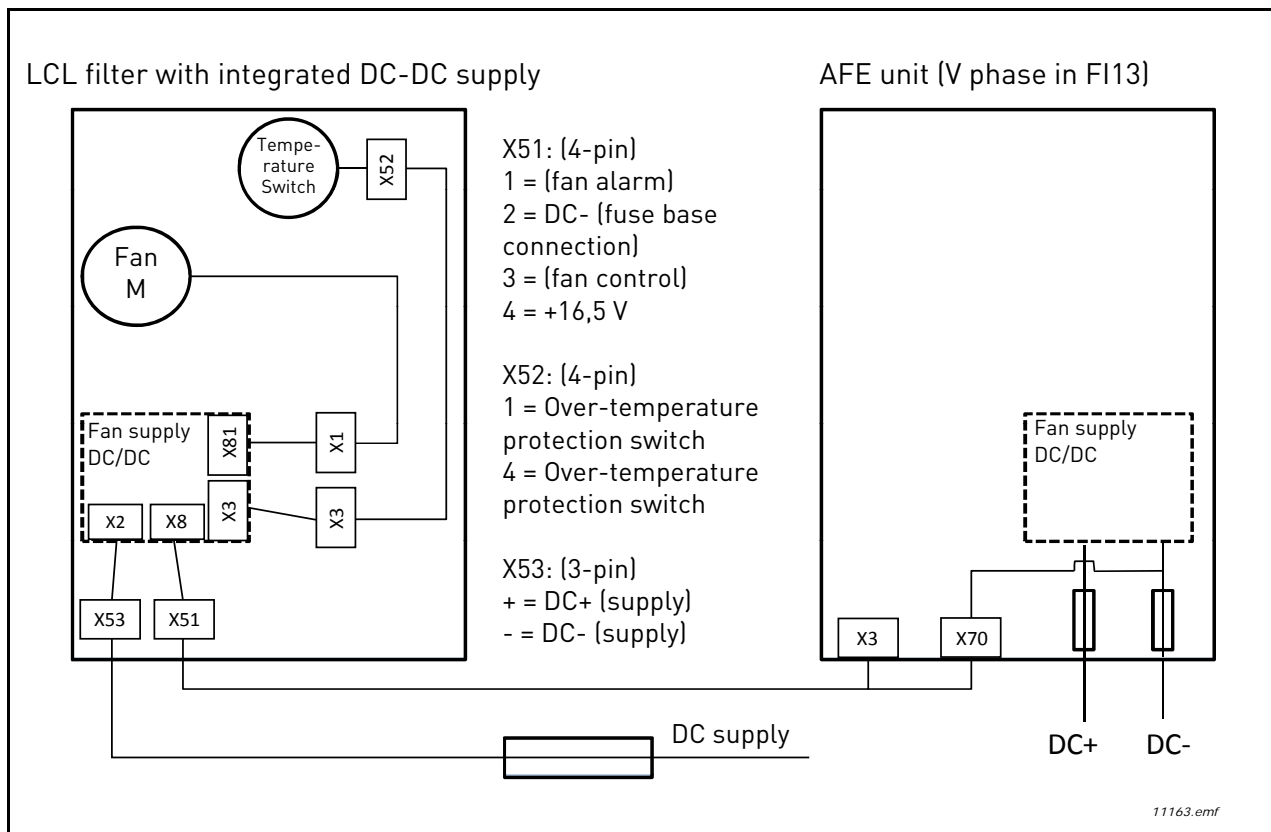 LCL filter with integrated DC-DC supply
AFE unit (V phase in FI13)
Tempe-
rature
Switch
X52
Fan
M
X51: (4-pin)
1 = (fan alarm)
2 = DC- (fuse base
connection)
3 = (fan control)
4 = +16,5 V
X52: (4-pin)
1 = Over-temperature
protection switch
4 = Over-temperature
protection switch
X53: (3-pin)
+ = DC+ (supply)
- = DC- (supply)
Fan supply
DC/DC
X81
X1
X3
X3
X2
X8
X53
X51
Fan supply
DC/DC
X3
X70
DC supply
DC+
DC-
11163.emf